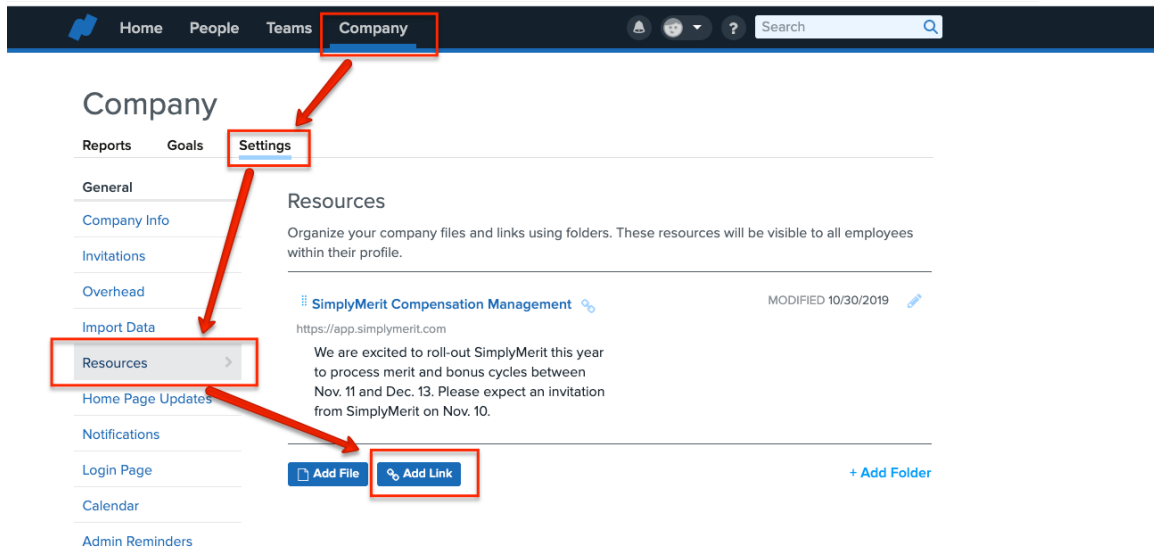 Home People Teams Company ? Search
Company
Reports Goals Settings
General
Company Info
Invitations
Overhead
Import Data
Resources
Home Page Updates
Notifications
Login Page
Calendar
Admin Reminders
Resources
Organize your company files and links using folders. These resources will be visible to all employees
within their profile.
SimplyMerit Compensation Management MODIFIED 10/30/2019
https://app.simplymerit.com
We are excited to roll-out SimplyMerit this year
to process merit and bonus cycles between
Nov. 11 and Dec. 13. Please expect an invitation
from SimplyMerit on Nov. 10.
Add File Add Link + Add Folder